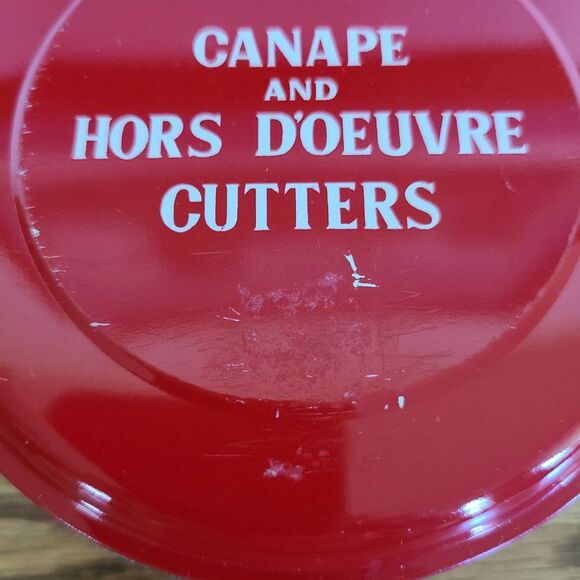 CANAPE
AND
HORS D'OEUVRE
CUTTERS